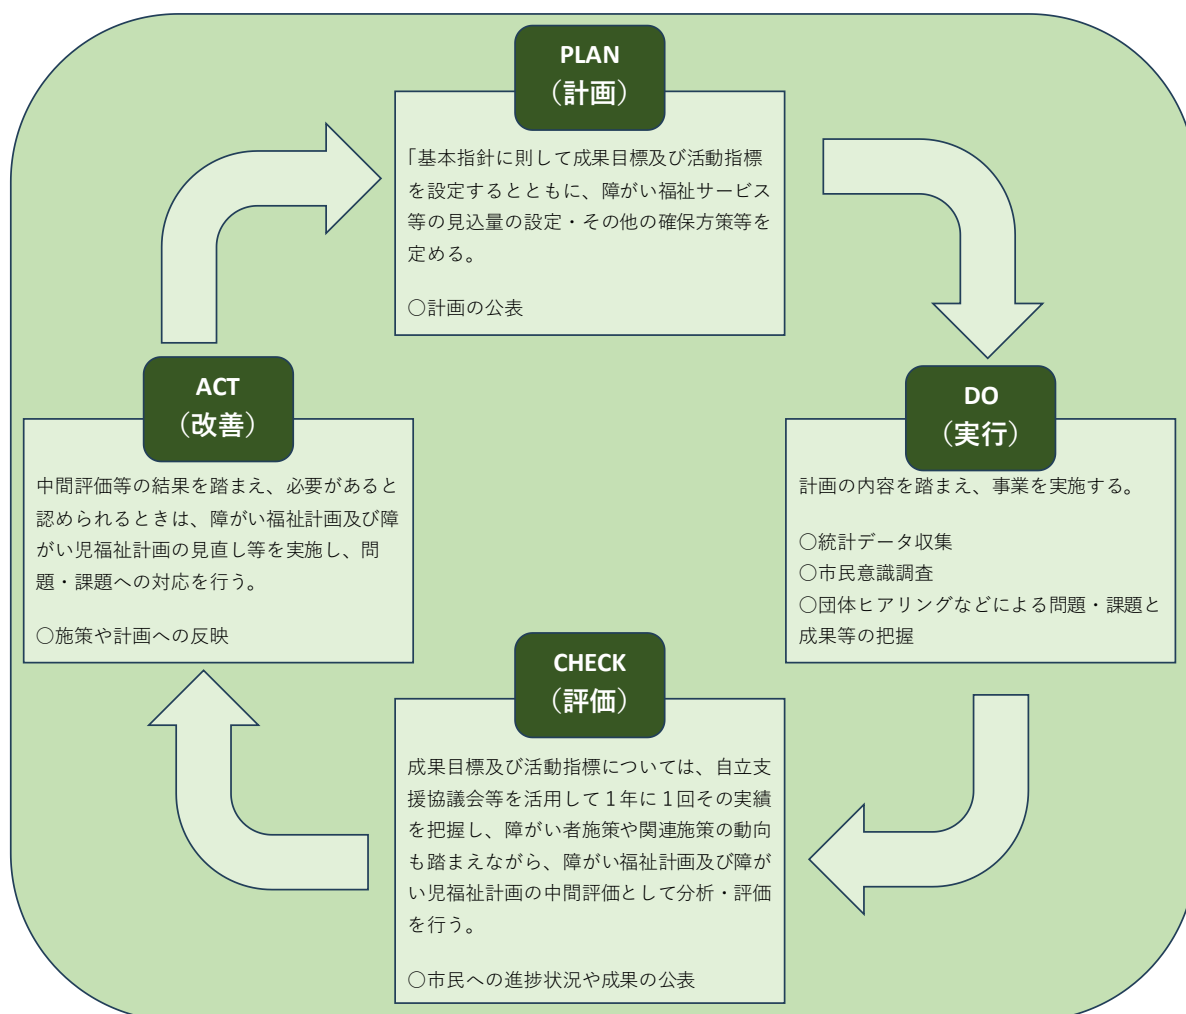 PLAN
（計画）
「基本指針に則して成果目標及び活動指標
を設定するとともに、障がい福祉サービス
等の見込量の設定・その他の確保方策等を
定める。
○計画の公表
DO
（実行）
計画の内容を踏まえ、事業を実施する。
○統計データ収集
○市民意識調査
○団体ヒアリングなどによる問題・課題と
成果等の把握
CHECK
（評価）
成果目標及び活動指標については、自立支
援協議会等を活用して１年に１回その実績
を把握し、障がい者施策や関連施策の動向
も踏まえながら、障がい福祉計画及び障が
い児福祉計画の中間評価として分析・評価
を行う。
○市民への進捗状況や成果の公表
ACT
（改善）
中間評価等の結果を踏まえ、必要があると
認められるときは、障がい福祉計画及び障
がい児福祉計画の見直し等を実施し、問
題・課題への対応を行う。
○施策や計画への反映